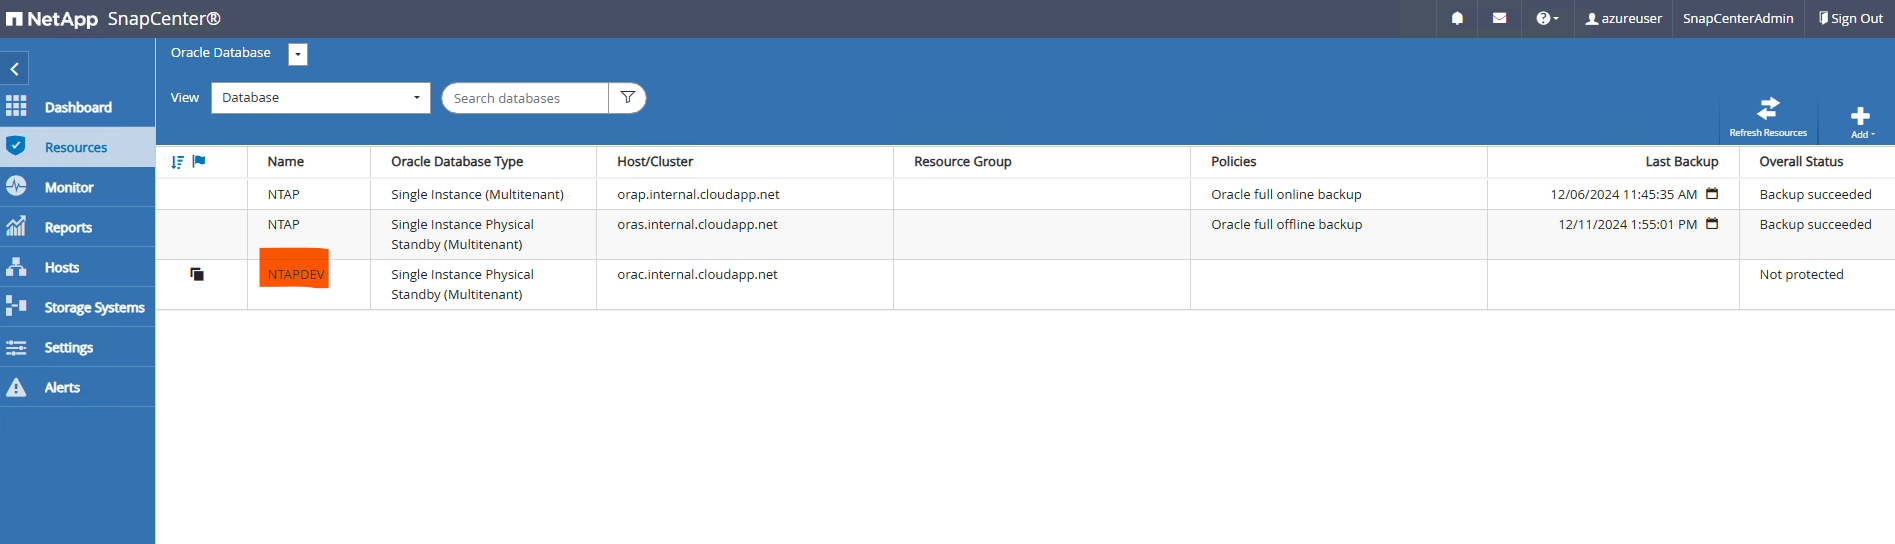 NetApp SnapCenter®
azureuser SnapCenterAdmin Sign Out
Oracle Database
View Database Search databases
Refresh Resources Add
Dashboard
Resources
Monitor
Reports
Hosts
Storage Systems
Settings
Alerts
Name Oracle Database Type Host/Cluster Resource Group Policies Last Backup Overall Status
NTAP Single Instance (Multitenant) orap.internal.cloudapp.net Oracle full online backup 12/06/2024 11:45:35 AM Backup succeeded
NTAP Single Instance Physical oras.internal.cloudapp.net Oracle full offline backup 12/11/2024 1:55:01 PM Backup succeeded
Standby (Multitenant)
NTAPDEV Single Instance Physical orac.internal.cloudapp.net Not protected
Standby (Multitenant)